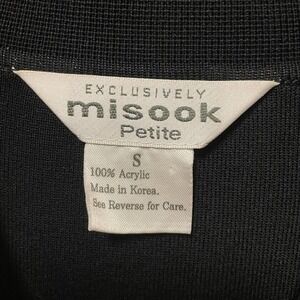 EXCLUSIVELY
misook
Petite
S
100% Acrylic
Made in Korea.
See Reverse for Care.